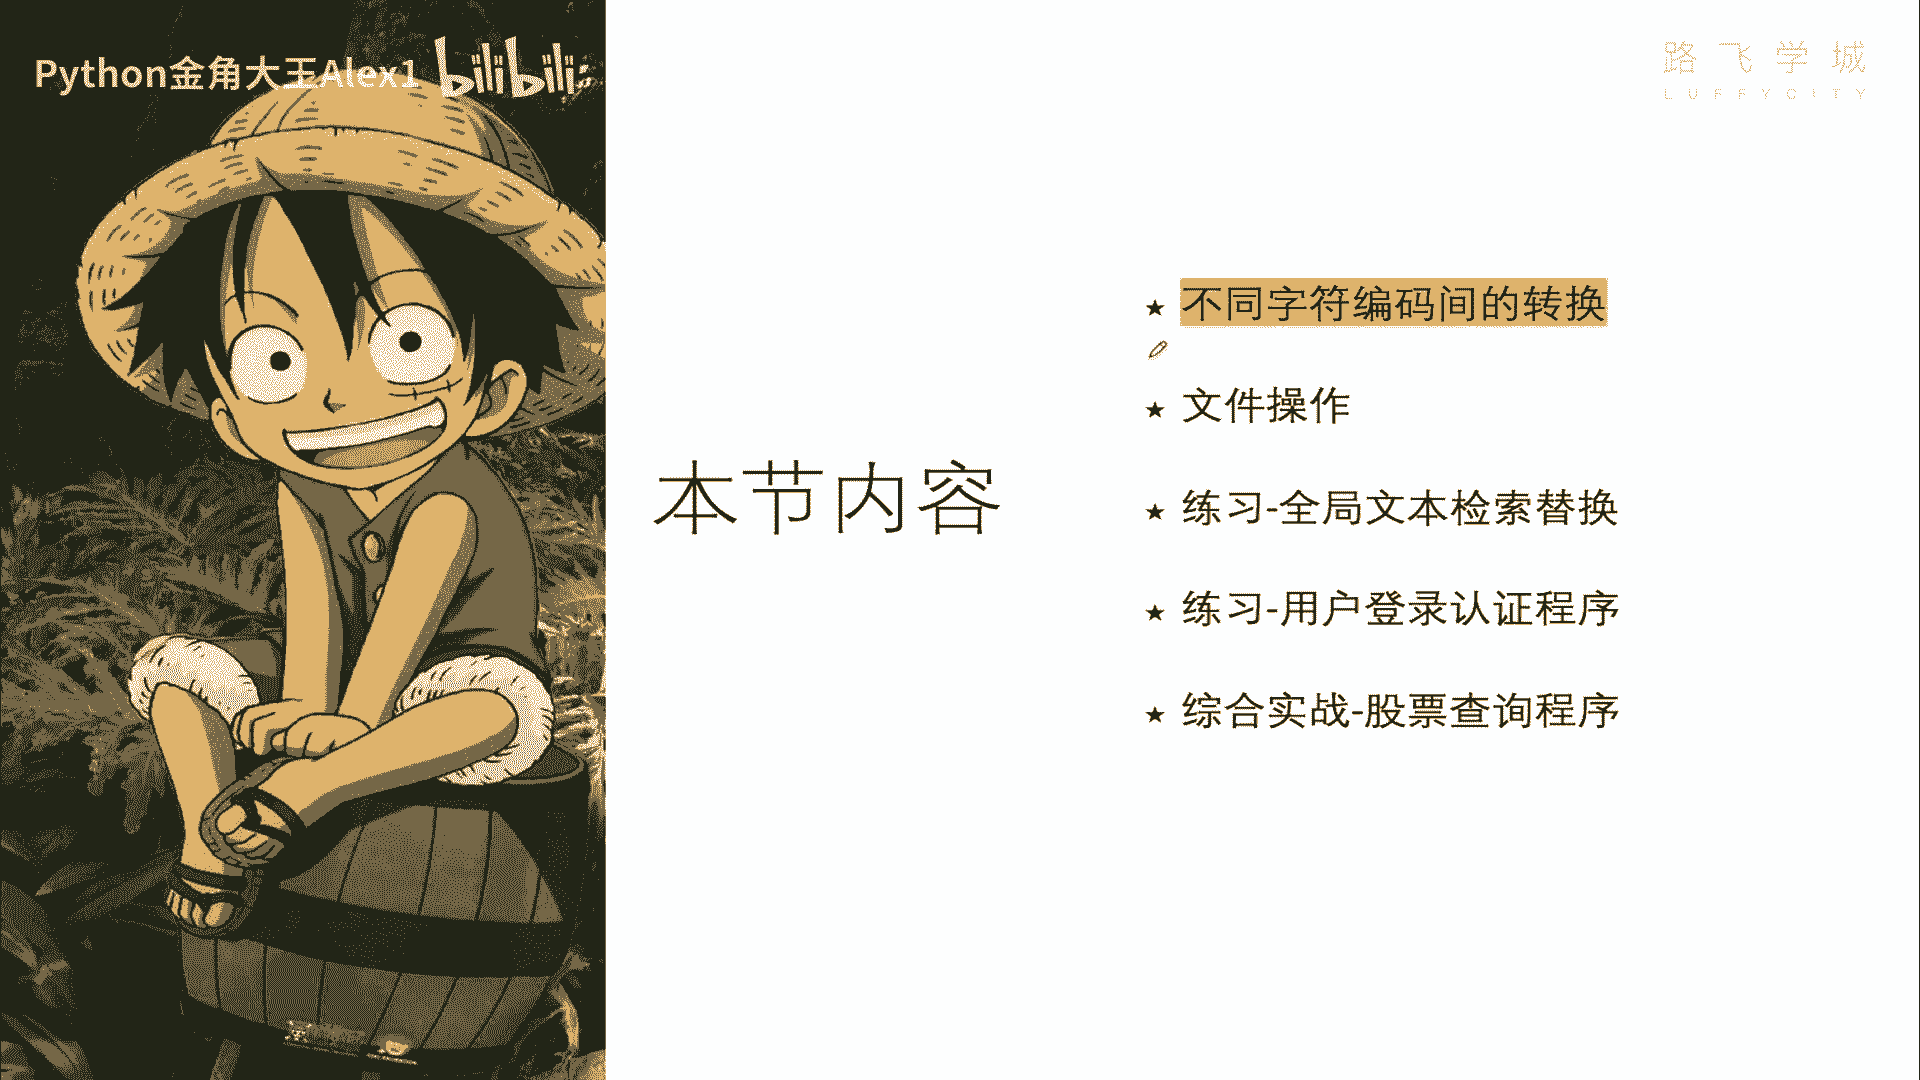 Python金角大王Alex1 bilibili
路飞学城
LUFFYCITY
本节内容
★ 不同字符编码间的转换
★ 文件操作
★ 练习-全局文本检索替换
★ 练习-用户登录认证程序
★ 综合实战-股票查询程序